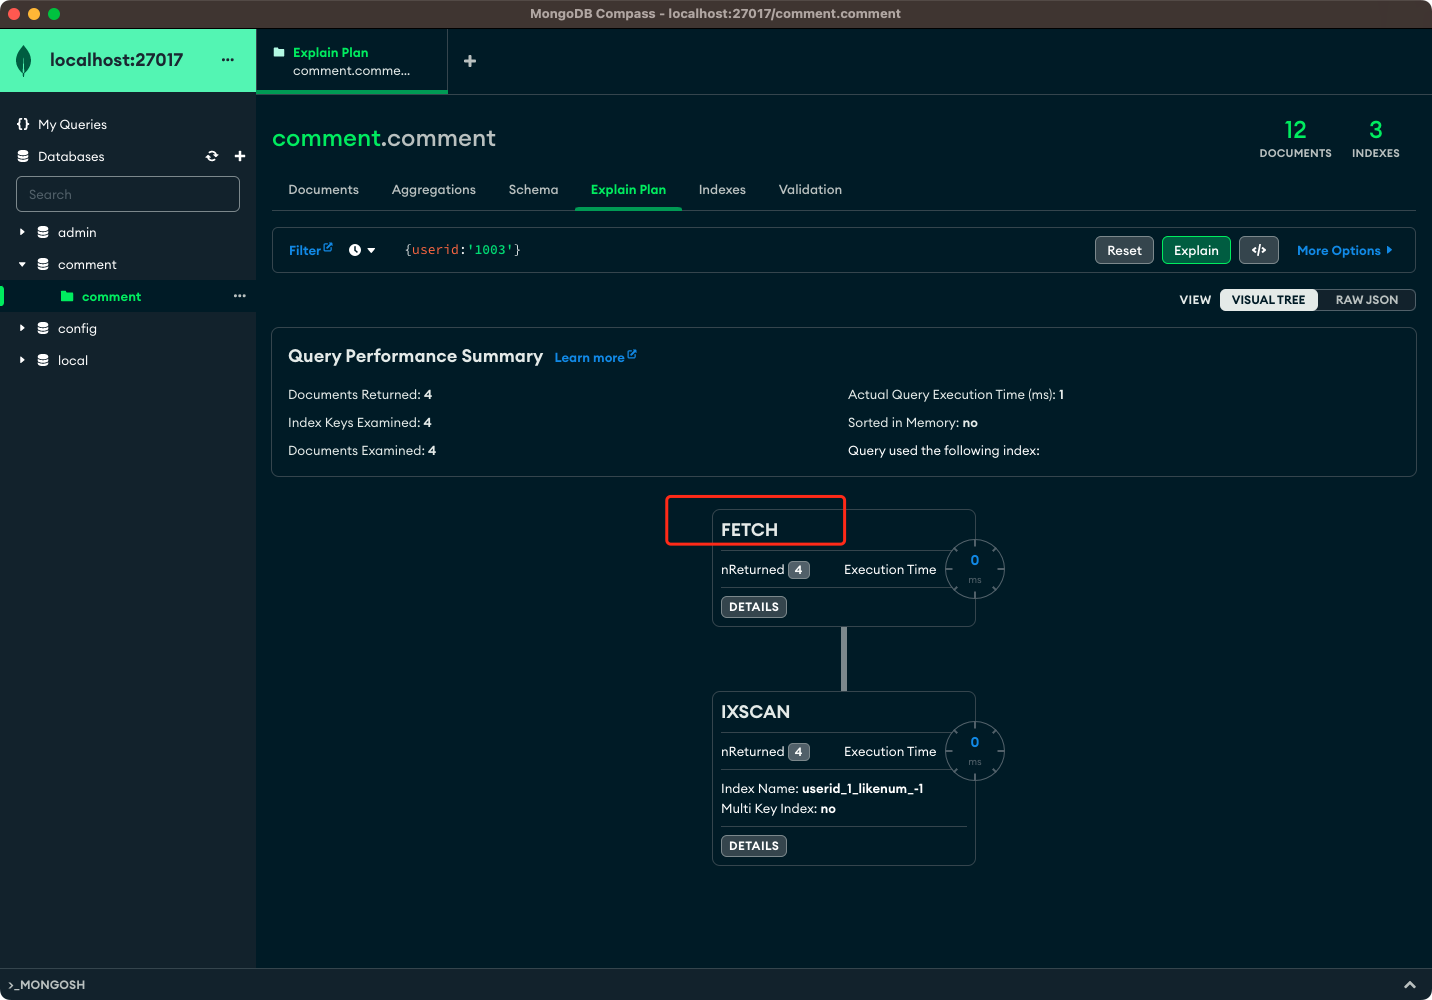 MongoDB Compass - localhost:27017/comment.comment
localhost:27017 ...
Explain Plan
comment.comme...
{} My Queries
Databases
Search
admin
comment
comment ...
config
local
comment.comment
12
DOCUMENTS
3
INDEXES
Documents Aggregations Schema Explain Plan Indexes Validation
Filter {userid:'1003'} Reset Explain </> More Options
VIEW VISUAL TREE RAW JSON
Query Performance Summary Learn more
Documents Returned: 4
Index Keys Examined: 4
Documents Examined: 4
Actual Query Execution Time (ms): 1
Sorted in Memory: no
Query used the following index:
FETCH
nReturned 4 Execution Time 0 ms
DETAILS
IXSCAN
nReturned 4 Execution Time 0 ms
Index Name: userid_1_likenum_-1
Multi Key Index: no
DETAILS
>_MONGOSH